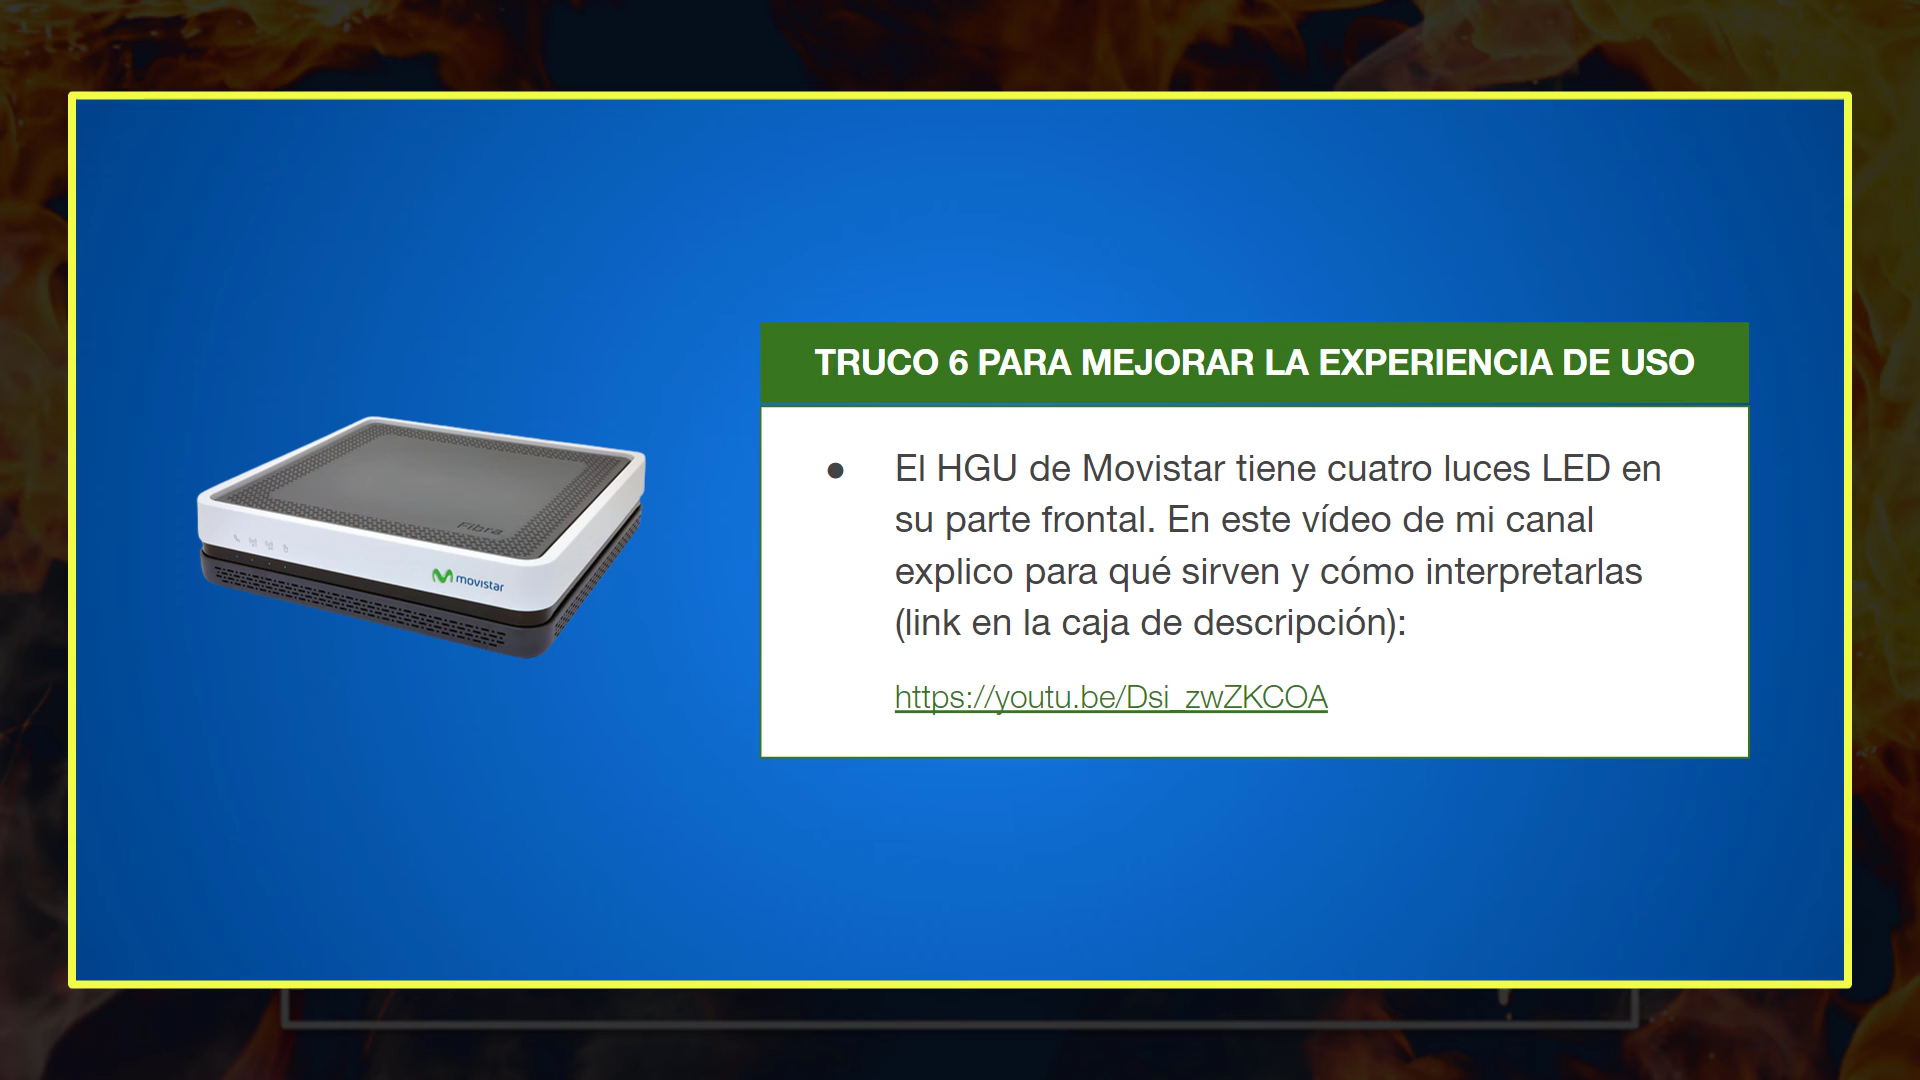 TRUCO 6 PARA MEJORAR LA EXPERIENCIA DE USO
● El HGU de Movistar tiene cuatro luces LED en
su parte frontal. En este vídeo de mi canal
explico para qué sirven y cómo interpretarlas
(link en la caja de descripción):
https://youtu.be/Dsi_zwZKCOA
Fibra
movistar